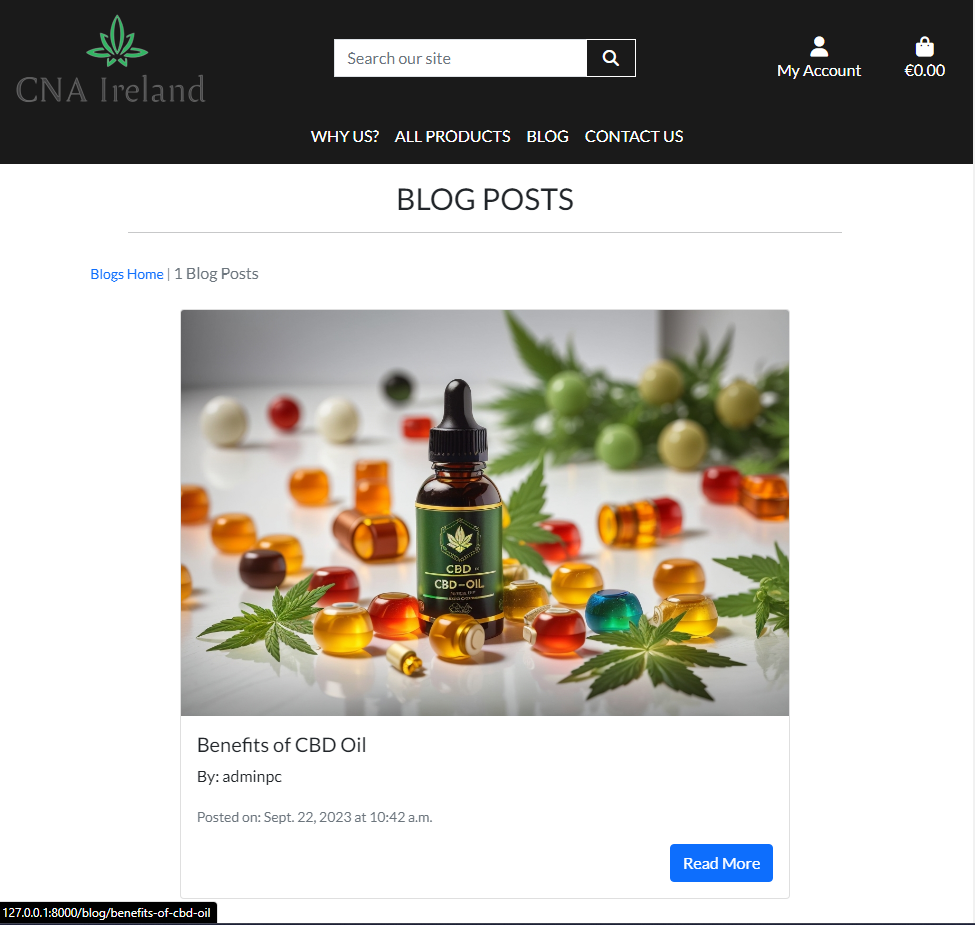 CNA Ireland
Search our site
My Account
€0.00
WHY US?
ALL PRODUCTS
BLOG
CONTACT US
BLOG POSTS
Blogs Home | 1 Blog Posts
CBD
CBD-OIL
Benefits of CBD Oil
By: adminpc
Posted on: Sept. 22, 2023 at 10:42 a.m.
Read More
127.0.0.1:8000/blog/benefits-of-cbd-oil